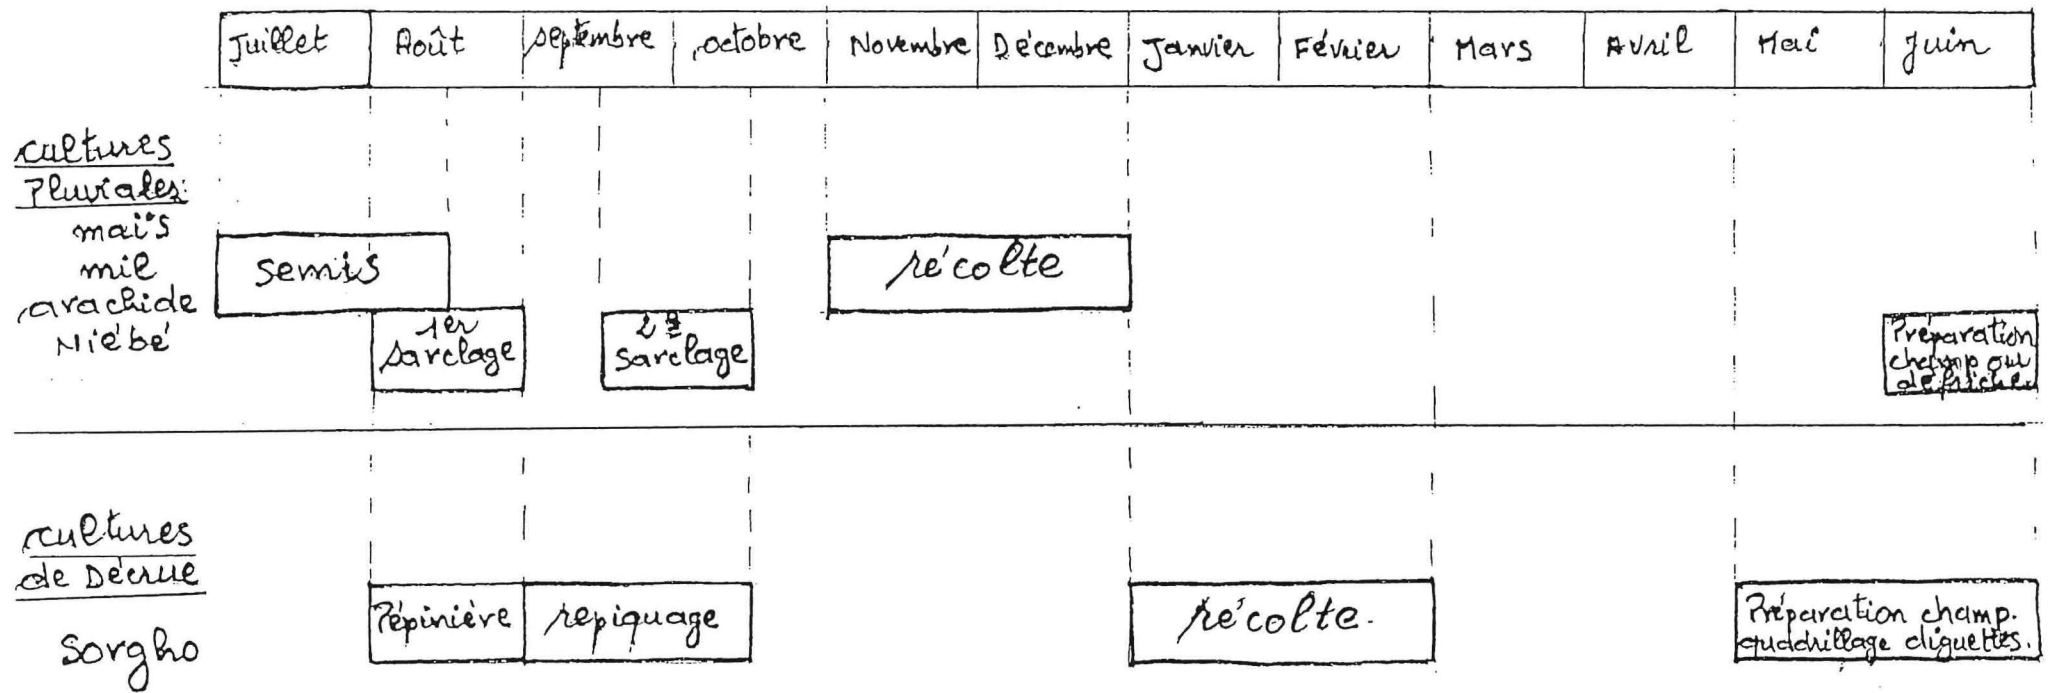 Juillet Août septembre octobre Novembre Décembre Janvier Février Mars Avril Mai Juin
cultures
Pluviales:
maïs
mil
arachide
Niébé
semis
récolte
1er
sarclage
2e
sarclage
Préparation
champ ou
défriche
cultures
de Décrue
Sorgho
Pépinière
repiquage
récolte.
Préparation champ.
quadrillage diguettes.